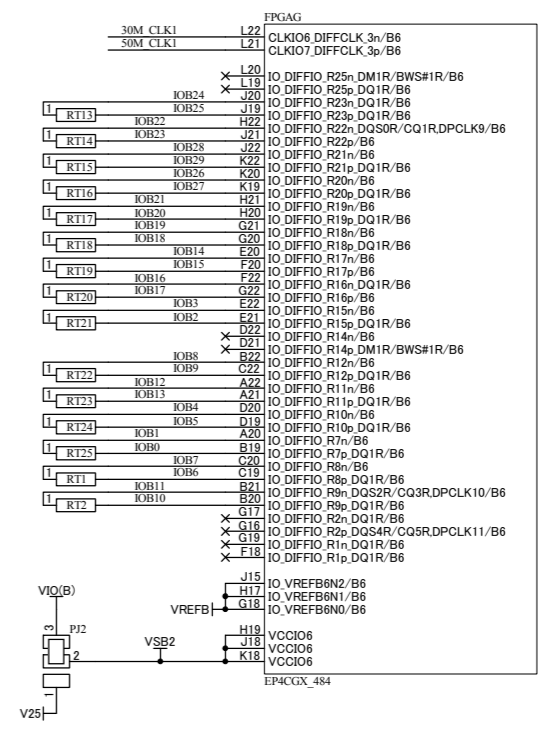 FPGAG
30M_CLK1 L22 CLKIO6_DIFFCLK_3n/B6
50M_CLK1 L21 CLKIO7_DIFFCLK_3p/B6
L20 IO_DIFFIO_R25n_DM1R/BWS#1R/B6
L19 IO_DIFFIO_R25p_DQ1R/B6
IOB24 J20 IO_DIFFIO_R23n_DQ1R/B6
1 RT13 IOB25 J19 IO_DIFFIO_R23p_DQ1R/B6
IOB22 H22 IO_DIFFIO_R22n_DQS0R/CQ1R,DPCLK9/B6
1 RT14 IOB23 J21 IO_DIFFIO_R22p/B6
IOB28 J22 IO_DIFFIO_R21n/B6
1 RT15 IOB29 K22 IO_DIFFIO_R21p_DQ1R/B6
IOB26 K20 IO_DIFFIO_R20n/B6
1 RT16 IOB27 K19 IO_DIFFIO_R20p_DQ1R/B6
IOB21 H21 IO_DIFFIO_R19n/B6
1 RT17 IOB20 H20 IO_DIFFIO_R19p_DQ1R/B6
IOB19 G21 IO_DIFFIO_R18n/B6
1 RT18 IOB18 G20 IO_DIFFIO_R18p_DQ1R/B6
IOB14 E20 IO_DIFFIO_R17n/B6
1 RT19 IOB15 F20 IO_DIFFIO_R17p/B6
IOB16 F22 IO_DIFFIO_R16n_DQ1R/B6
1 RT20 IOB17 G22 IO_DIFFIO_R16p/B6
IOB3 E22 IO_DIFFIO_R15n/B6
1 RT21 IOB2 E21 IO_DIFFIO_R15p_DQ1R/B6
D22 IO_DIFFIO_R14n/B6
D21 IO_DIFFIO_R14p_DM1R/BWS#1R/B6
IOB8 B22 IO_DIFFIO_R12n/B6
1 RT22 IOB9 C22 IO_DIFFIO_R12p_DQ1R/B6
IOB12 A22 IO_DIFFIO_R11n/B6
1 RT23 IOB13 A21 IO_DIFFIO_R11p_DQ1R/B6
IOB4 D20 IO_DIFFIO_R10n/B6
1 RT24 IOB5 D19 IO_DIFFIO_R10p_DQ1R/B6
IOB1 A20 IO_DIFFIO_R7n/B6
1 RT25 IOB0 B19 IO_DIFFIO_R7p_DQ1R/B6
IOB7 C20 IO_DIFFIO_R8n/B6
1 RT1 IOB6 C19 IO_DIFFIO_R8p_DQ1R/B6
IOB11 B21 IO_DIFFIO_R9n_DQS2R/CQ3R,DPCLK10/B6
1 RT2 IOB10 B20 IO_DIFFIO_R9p_DQ1R/B6
G17 IO_DIFFIO_R2n_DQ1R/B6
G16 IO_DIFFIO_R2p_DQS4R/CQ5R,DPCLK11/B6
G19 IO_DIFFIO_R1n_DQ1R/B6
F18 IO_DIFFIO_R1p_DQ1R/B6
J15 IO_VREFB6N2/B6
H17 IO_VREFB6N1/B6
VREFB G18 IO_VREFB6N0/B6
VIO(B)
3 PJ2
VSB2
H19 VCCIO6
J18 VCCIO6
2 K18 VCCIO6
EP4CGX_484
1
V25